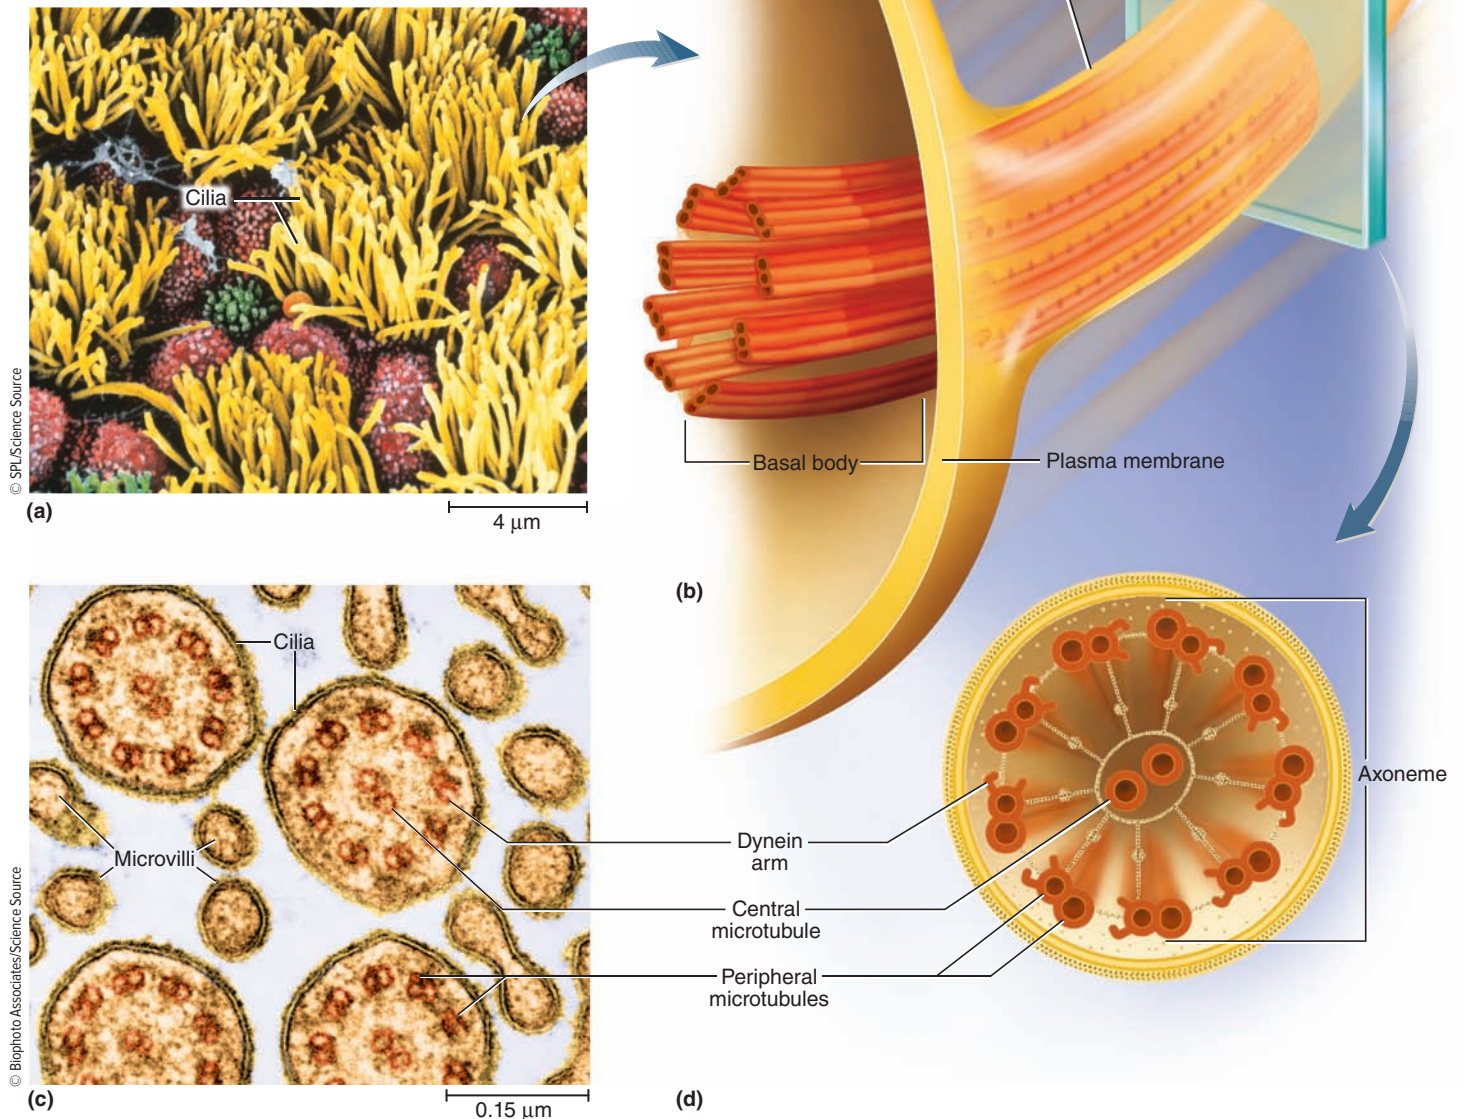 Cilia
© SPL/Science Source
(a)
4 μm
Basal body
Plasma membrane
(b)
Cilia
Microvilli
© Biophoto Associates/Science Source
(c)
0.15 μm
Dynein
arm
Central
microtubule
Peripheral
microtubules
Axoneme
(d)